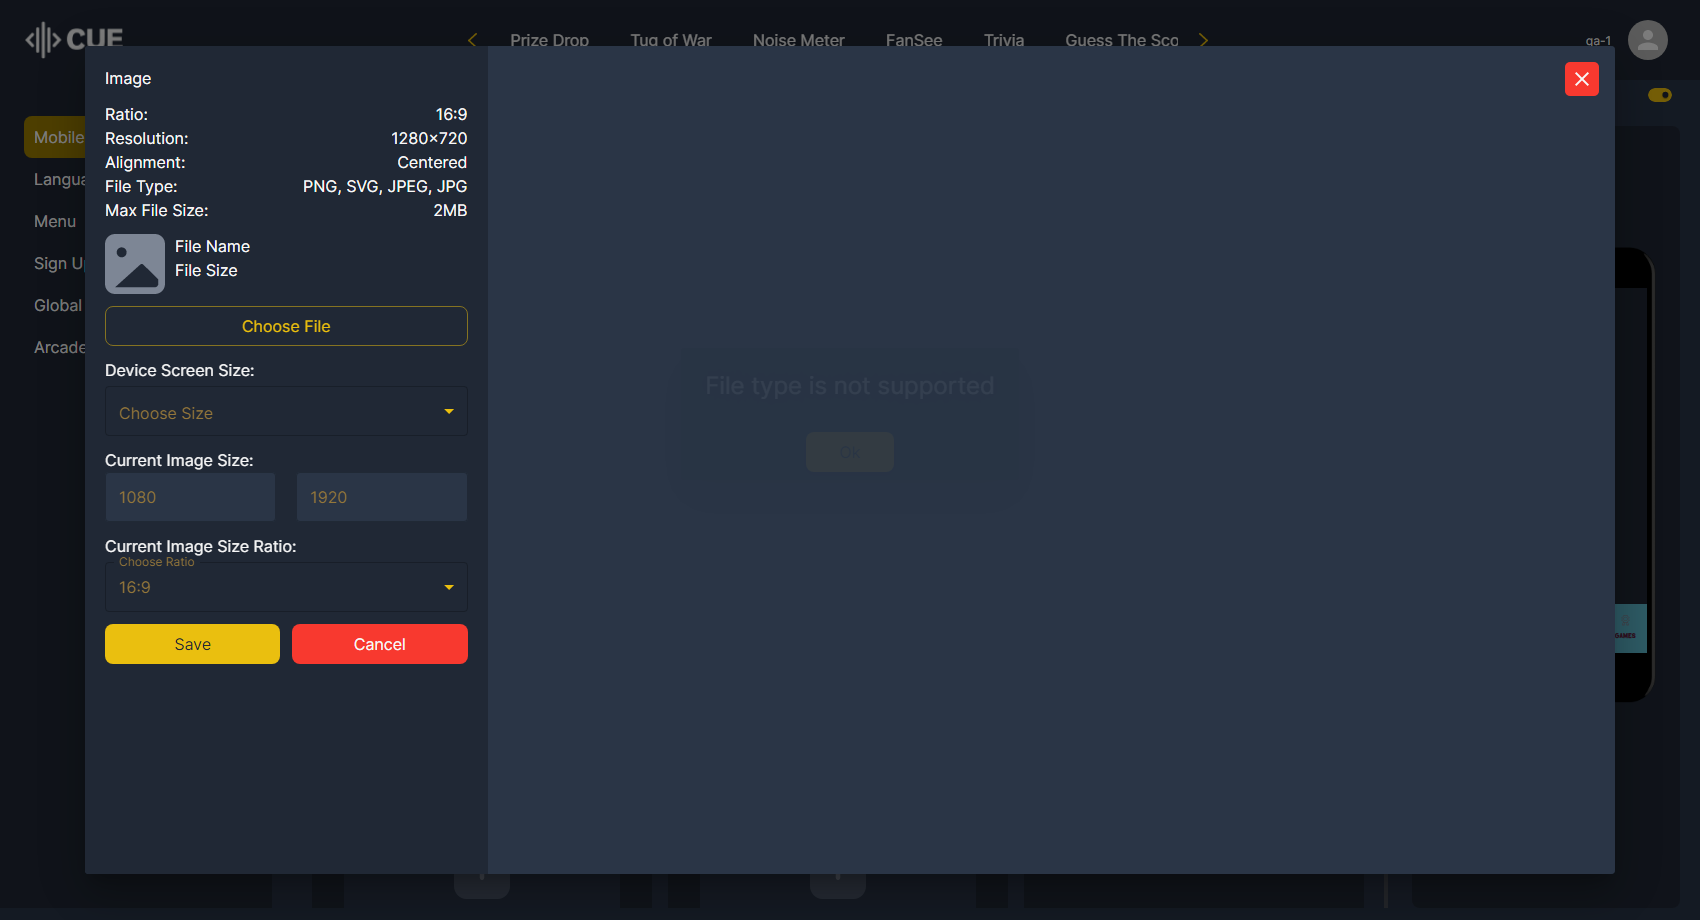 CUE
Prize Drop
Tug of War
Noise Meter
FanSee
Trivia
Guess The Sco
qa-1
Mobile
Langua
Menu
Sign U
Global
Arcade
Image
Ratio: 16:9
Resolution: 1280×720
Alignment: Centered
File Type: PNG, SVG, JPEG, JPG
Max File Size: 2MB
File Name
File Size
Choose File
Device Screen Size:
Choose Size
Current Image Size:
1080 1920
Current Image Size Ratio:
Choose Ratio
16:9
Save Cancel
File type is not supported
Ok
GAMES